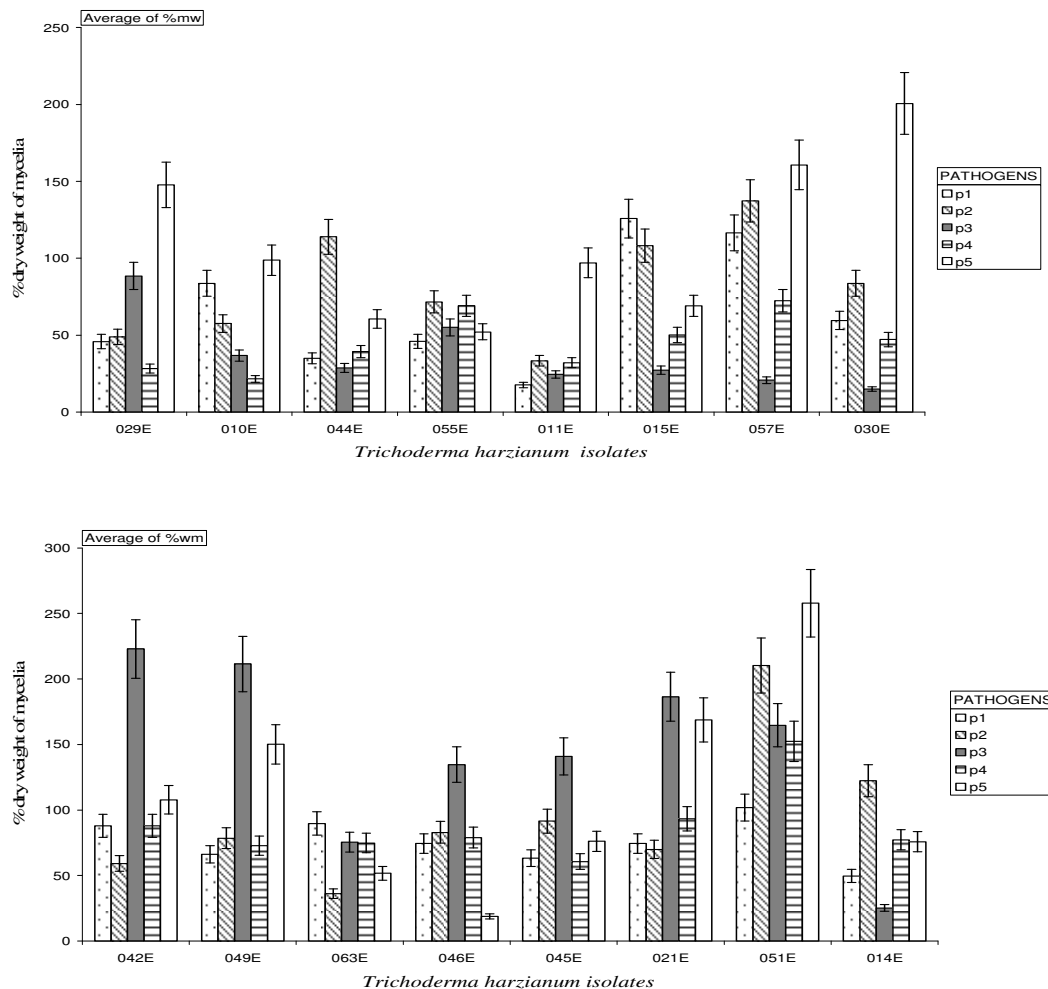 Average of %mw
250
200
150
100
50
0
%dry weight of mycelia
029E 010E 044E 055E 011E 015E 057E 030E
Trichoderma harzianum isolates
PATHOGENS
p1
p2
p3
p4
p5
Average of %wm
300
250
200
150
100
50
0
%dry weight of mycelia
042E 049E 063E 046E 045E 021E 051E 014E
Trichoderma harzianum isolates
PATHOGENS
p1
p2
p3
p4
p5